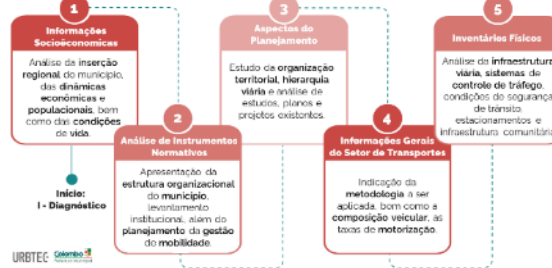 1
Informações
Socioêconomicas
Análise da inserção
regional do município,
das dinâmicas
econômicas e
populacionais, bem
como das condições
de vida.
Início:
I - Diagnóstico
2
Análise de Instrumentos
Normativos
Apresentação da
estrutura organizacional
do município,
levantamento
institucional, além do
planejamento da gestão
de mobilidade.
3
Aspectos do
Planejamento
Estudo da organização
territorial, hierarquia
viária e análise de
estudos, planos e
projetos existentes.
4
Informações Gerais
do Setor de Transportes
Indicação da
metodologia a ser
aplicada, bem como a
composição veicular, as
taxas de motorização.
5
Inventários Físicos
Análise da infraestrutura
viária, sistemas de
controle de tráfego,
condições de segurança
de trânsito,
estacionamentos e
infraestrutura comunitária
URBTEC
Colombo